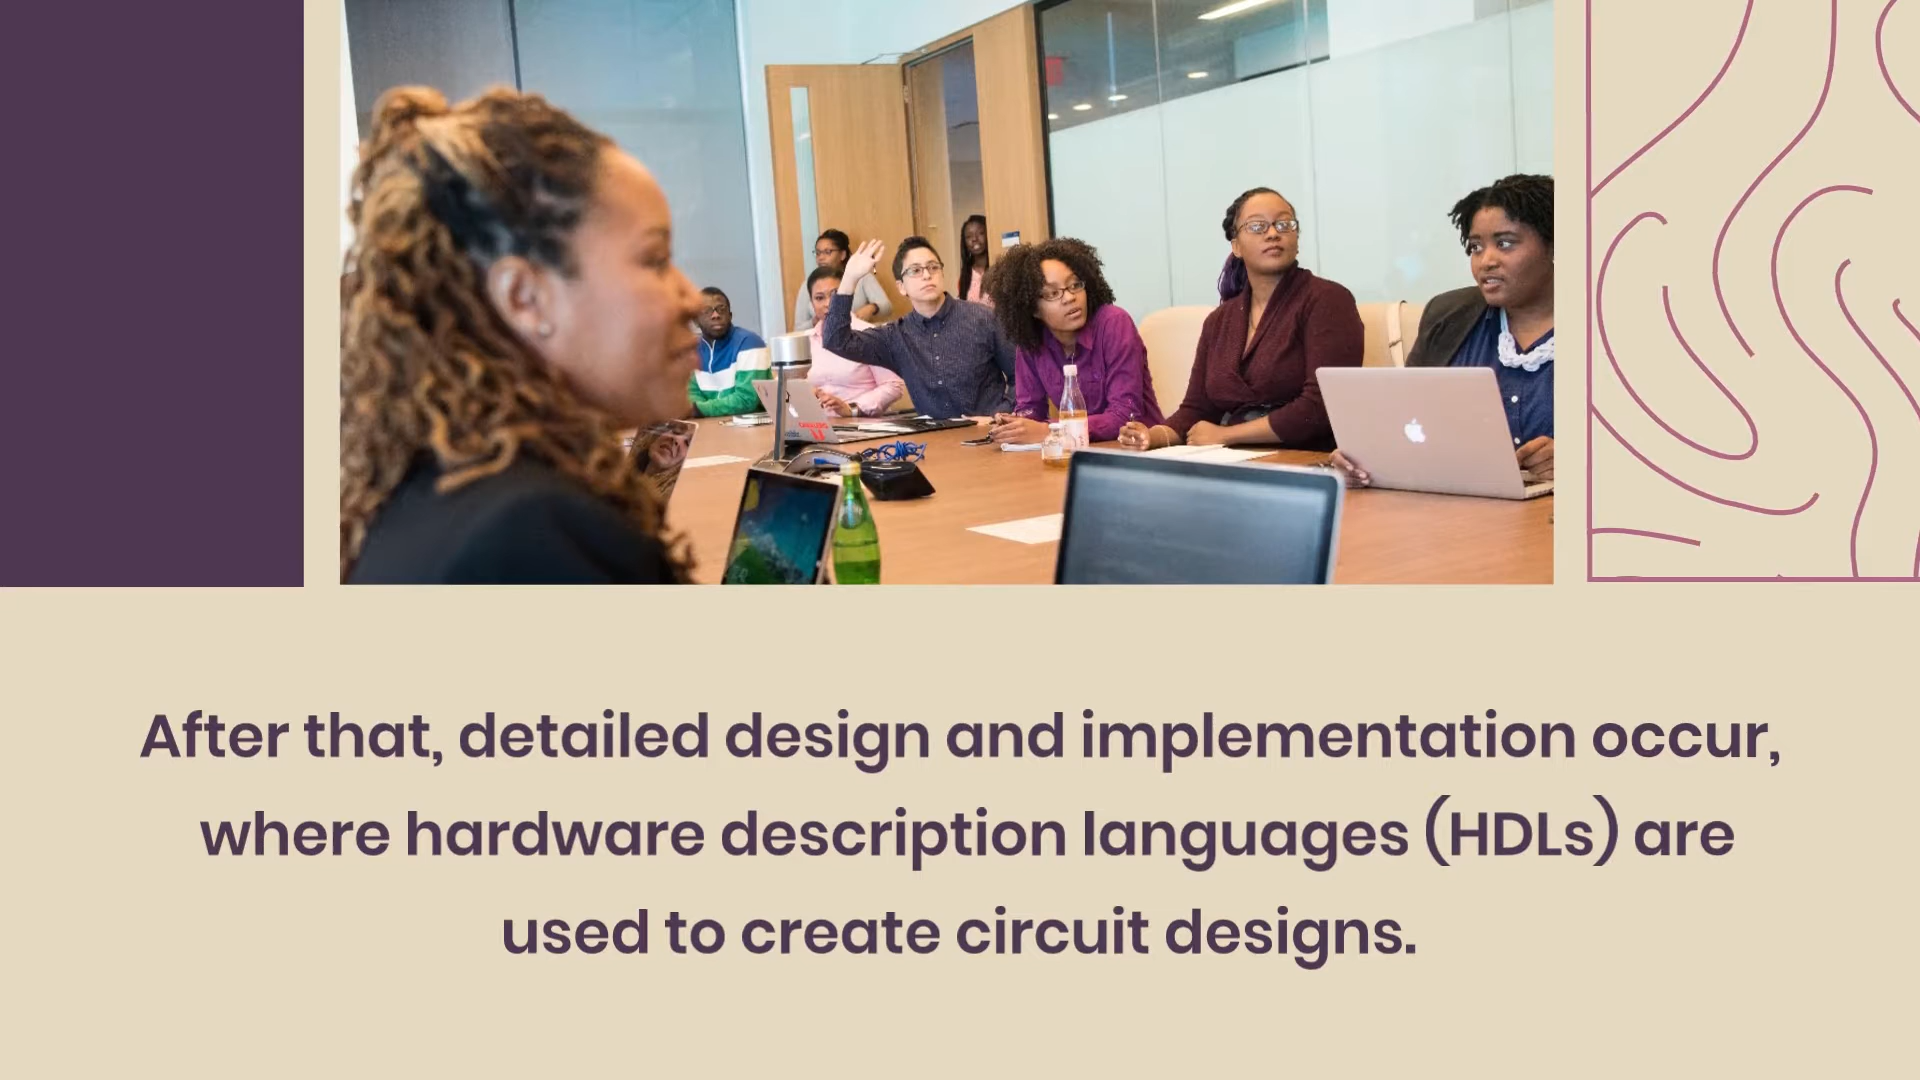 After that, detailed design and implementation occur,
where hardware description languages (HDLs) are
used to create circuit designs.